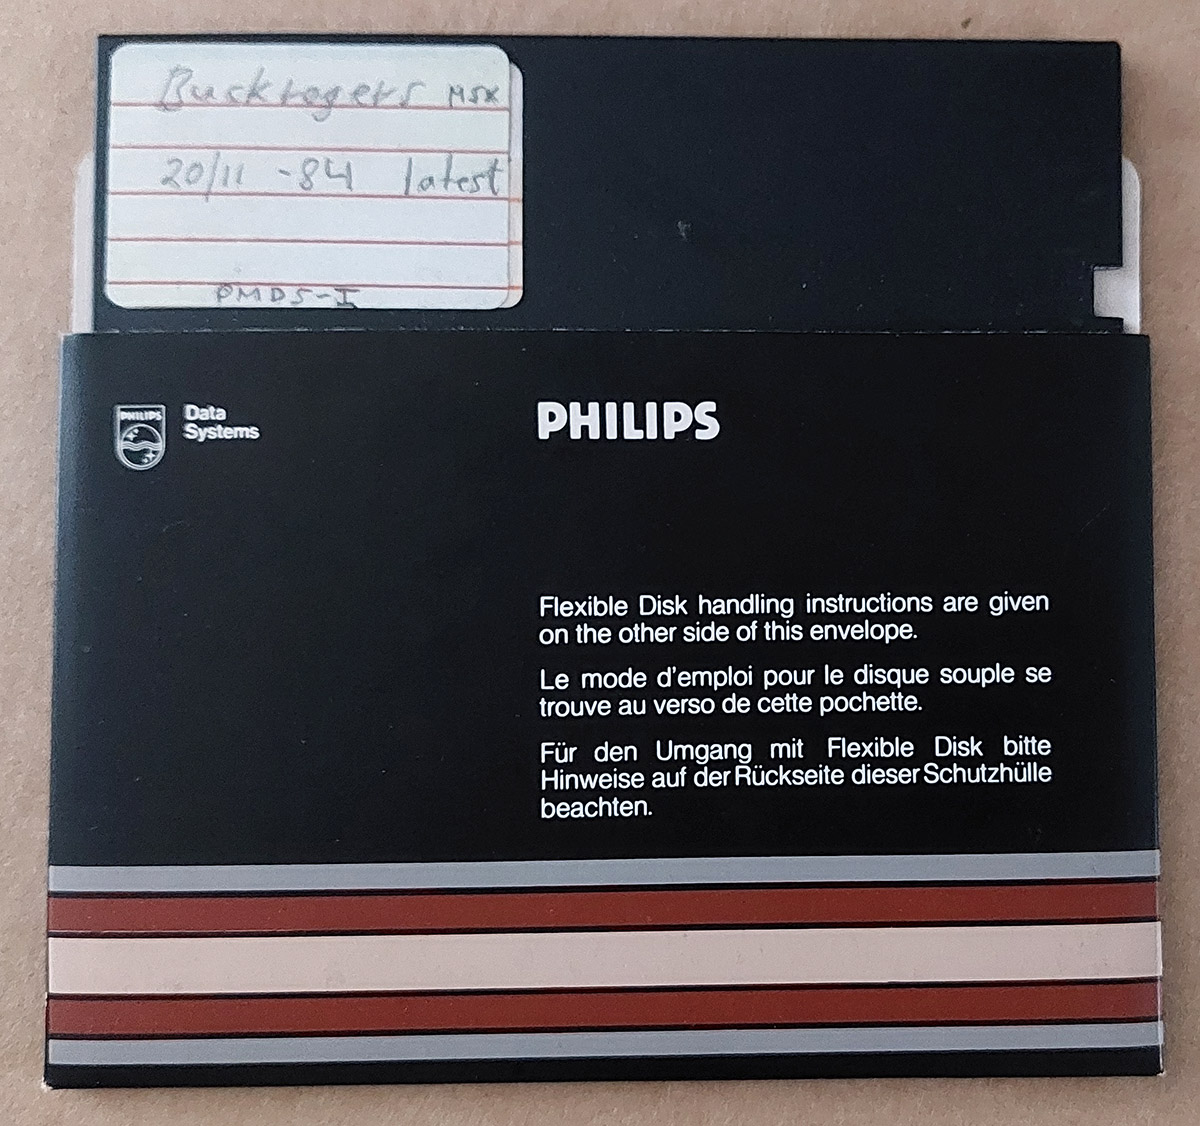 Buckrogers MSX
20/11 -84 latest
PMDS-I
PHILIPS
Data
Systems
PHILIPS
Flexible Disk handling instructions are given
on the other side of this envelope.
Le mode d'emploi pour le disque souple se
trouve au verso de cette pochette.
Für den Umgang mit Flexible Disk bitte
Hinweise auf der Rückseite dieser Schutzhülle
beachten.